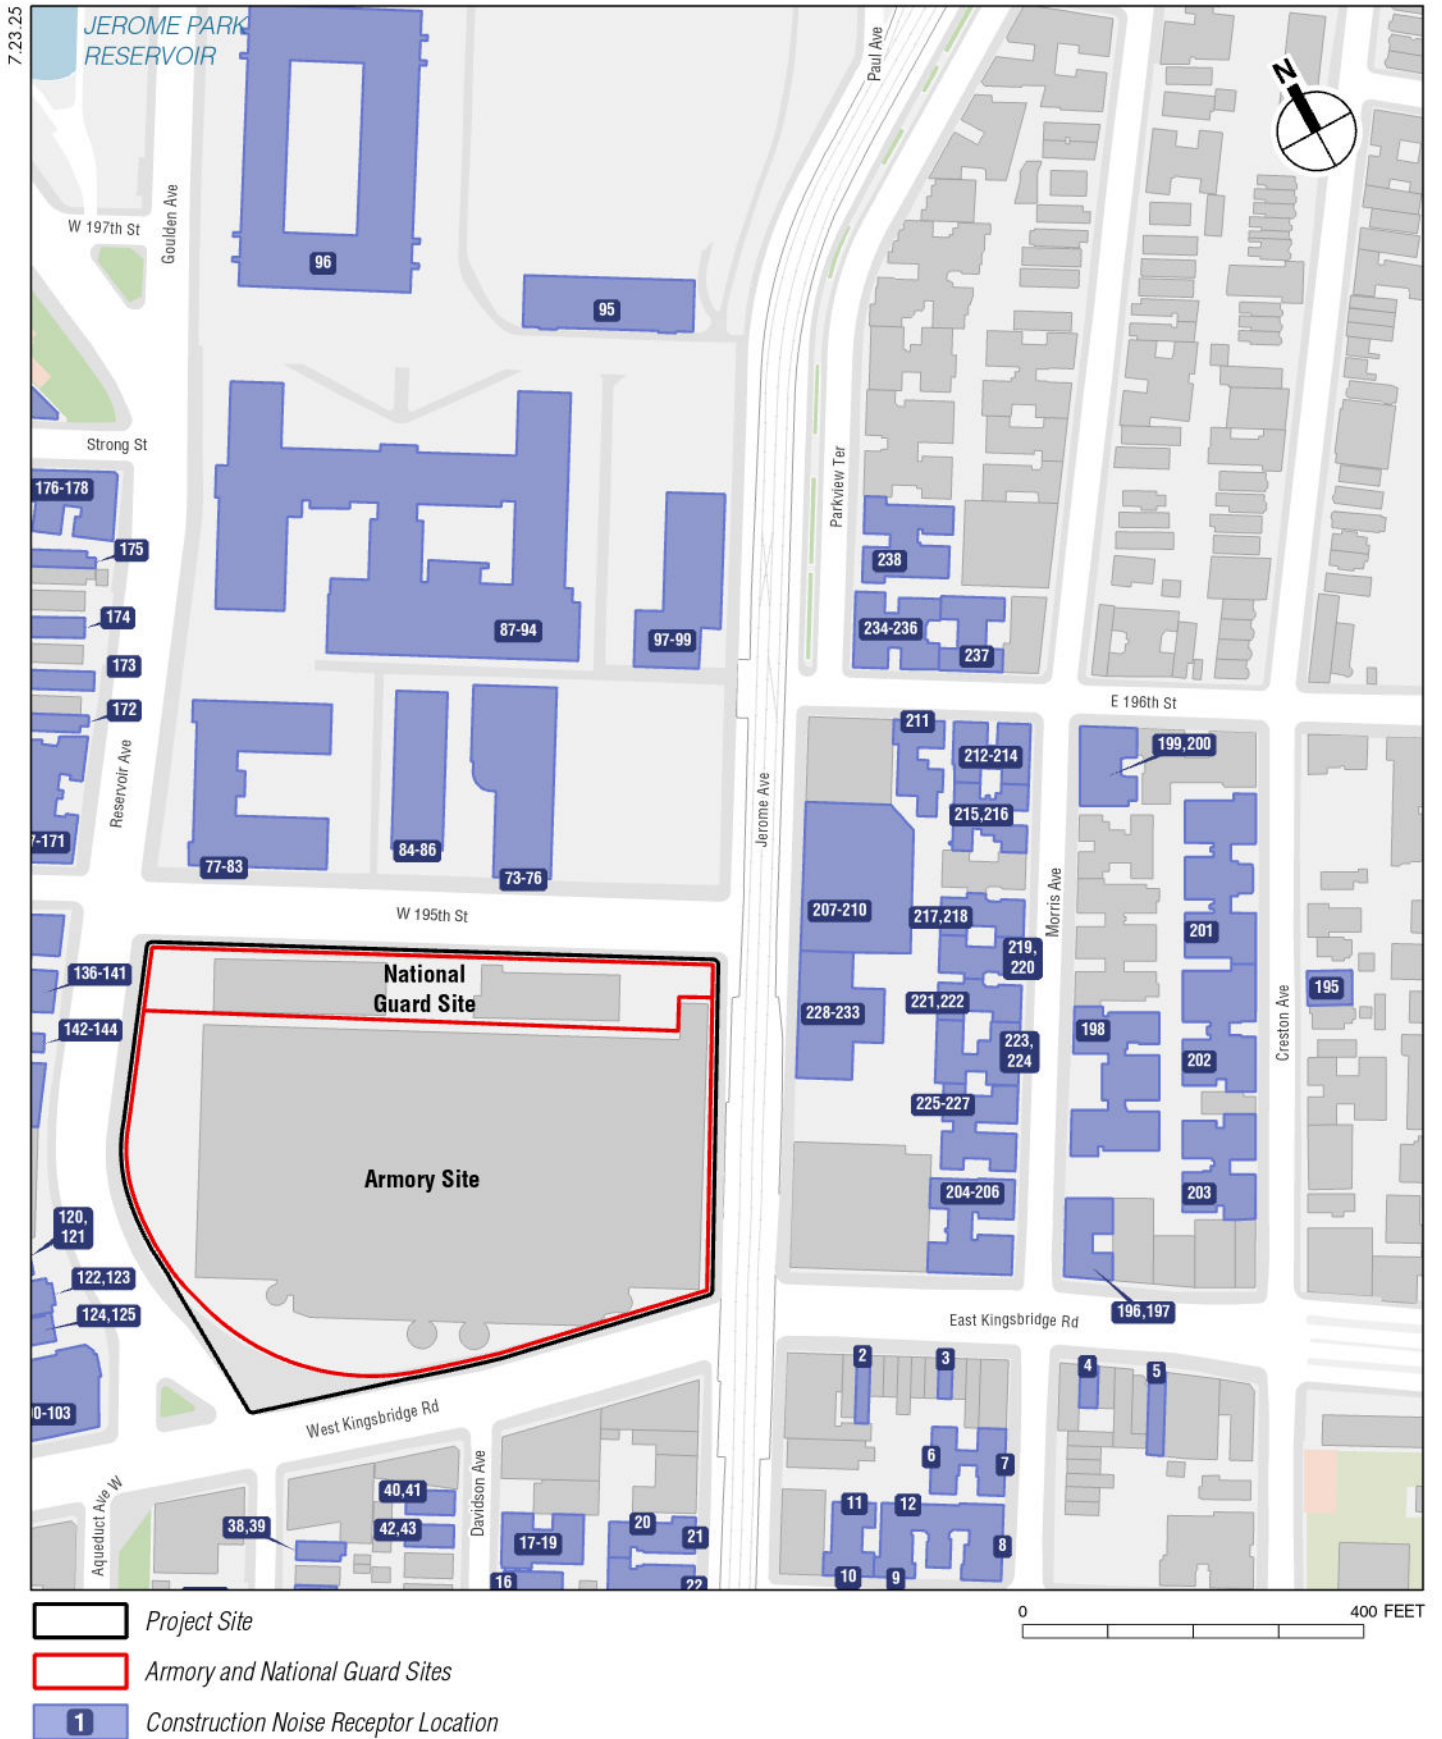 7.23.25
JEROME PARK
RESERVOIR
Paul Ave
N
W 197th St
Goulden Ave
96
95
Strong St
176-178
175
174
173
172
7-171
Reservoir Ave
87-94
97-99
Parkview Ter
238
234-236
237
E 196th St
77-83
84-86
73-76
Jerome Ave
211
212-214
215,216
199,200
207-210
217,218
219,
220
Morris Ave
201
W 195th St
136-141
142-144
National
Guard Site
228-233
221,222
223,
224
225-227
198
202
Creston Ave
195
Armory Site
204-206
203
120,
121
122,123
124,125
196,197
East Kingsbridge Rd
0-103
West Kingsbridge Rd
2
3
4
5
6
7
Aqueduct Ave W
Davidson Ave
40,41
42,43
38,39
17-19
16
20
21
22
11
12
10
9
8
Project Site
Armory and National Guard Sites
1
Construction Noise Receptor Location
0
400 FEET